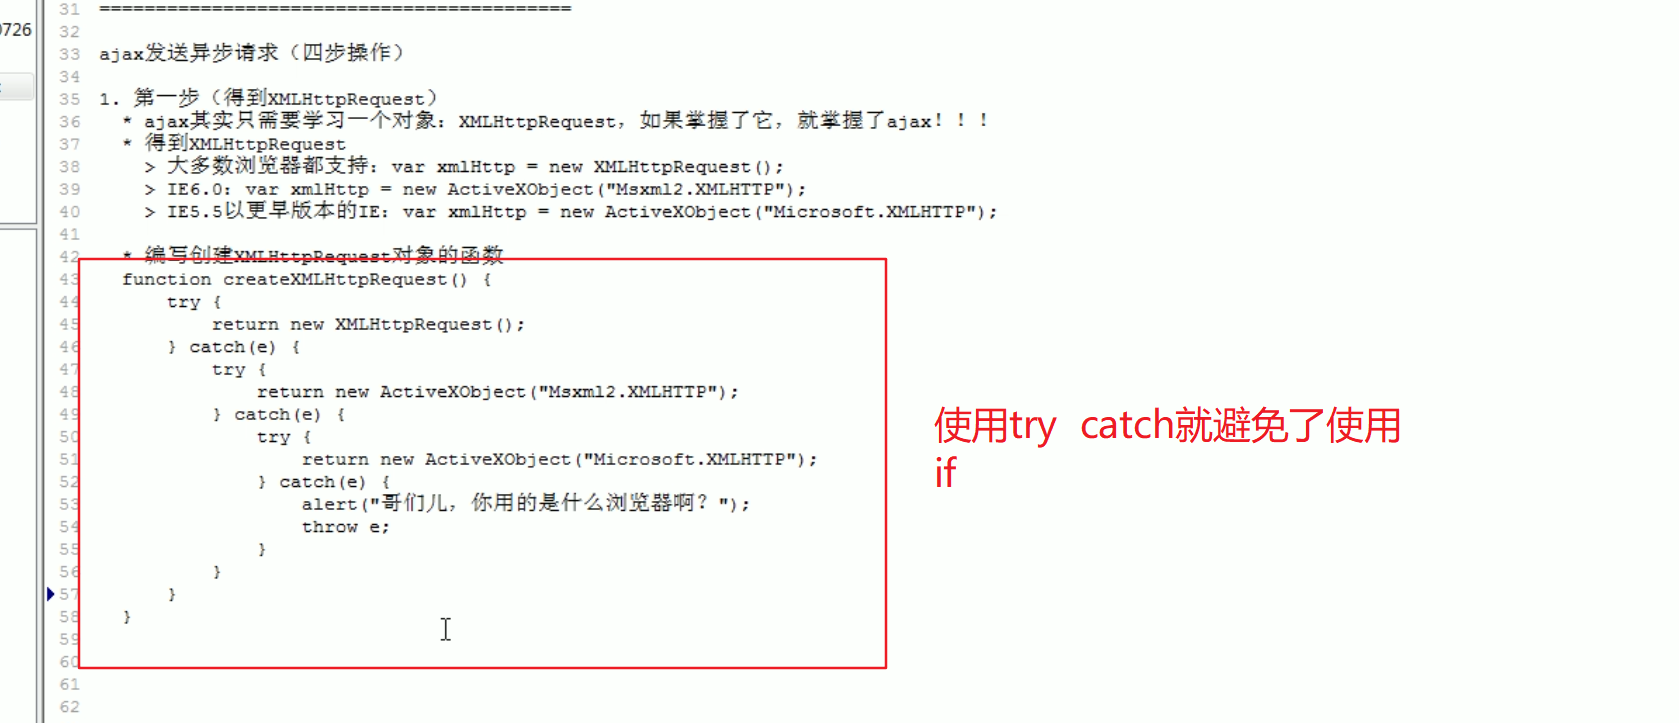 0726
31 ==========================================
32
33 ajax发送异步请求（四步操作）
34
35 1. 第一步（得到XMLHttpRequest）
36 * ajax其实只需要学习一个对象：XMLHttpRequest，如果掌握了它，就掌握了ajax！！！
37 * 得到XMLHttpRequest
38 > 大多数浏览器都支持：var xmlHttp = new XMLHttpRequest();
39 > IE6.0：var xmlHttp = new ActiveXObject("Msxml2.XMLHTTP");
40 > IE5.5以更早版本的IE：var xmlHttp = new ActiveXObject("Microsoft.XMLHTTP");
41
42 * 编写创建XMLHttpRequest对象的函数
43 function createXMLHttpRequest() {
44 try {
45 return new XMLHttpRequest();
46 } catch(e) {
47 try {
48 return new ActiveXObject("Msxml2.XMLHTTP");
49 } catch(e) {
50 try {
51 return new ActiveXObject("Microsoft.XMLHTTP");
52 } catch(e) {
53 alert("哥们儿，你用的是什么浏览器啊？");
54 throw e;
55 }
56 }
57 }
58 }
59
60
61
62
使用try catch就避免了使用
if